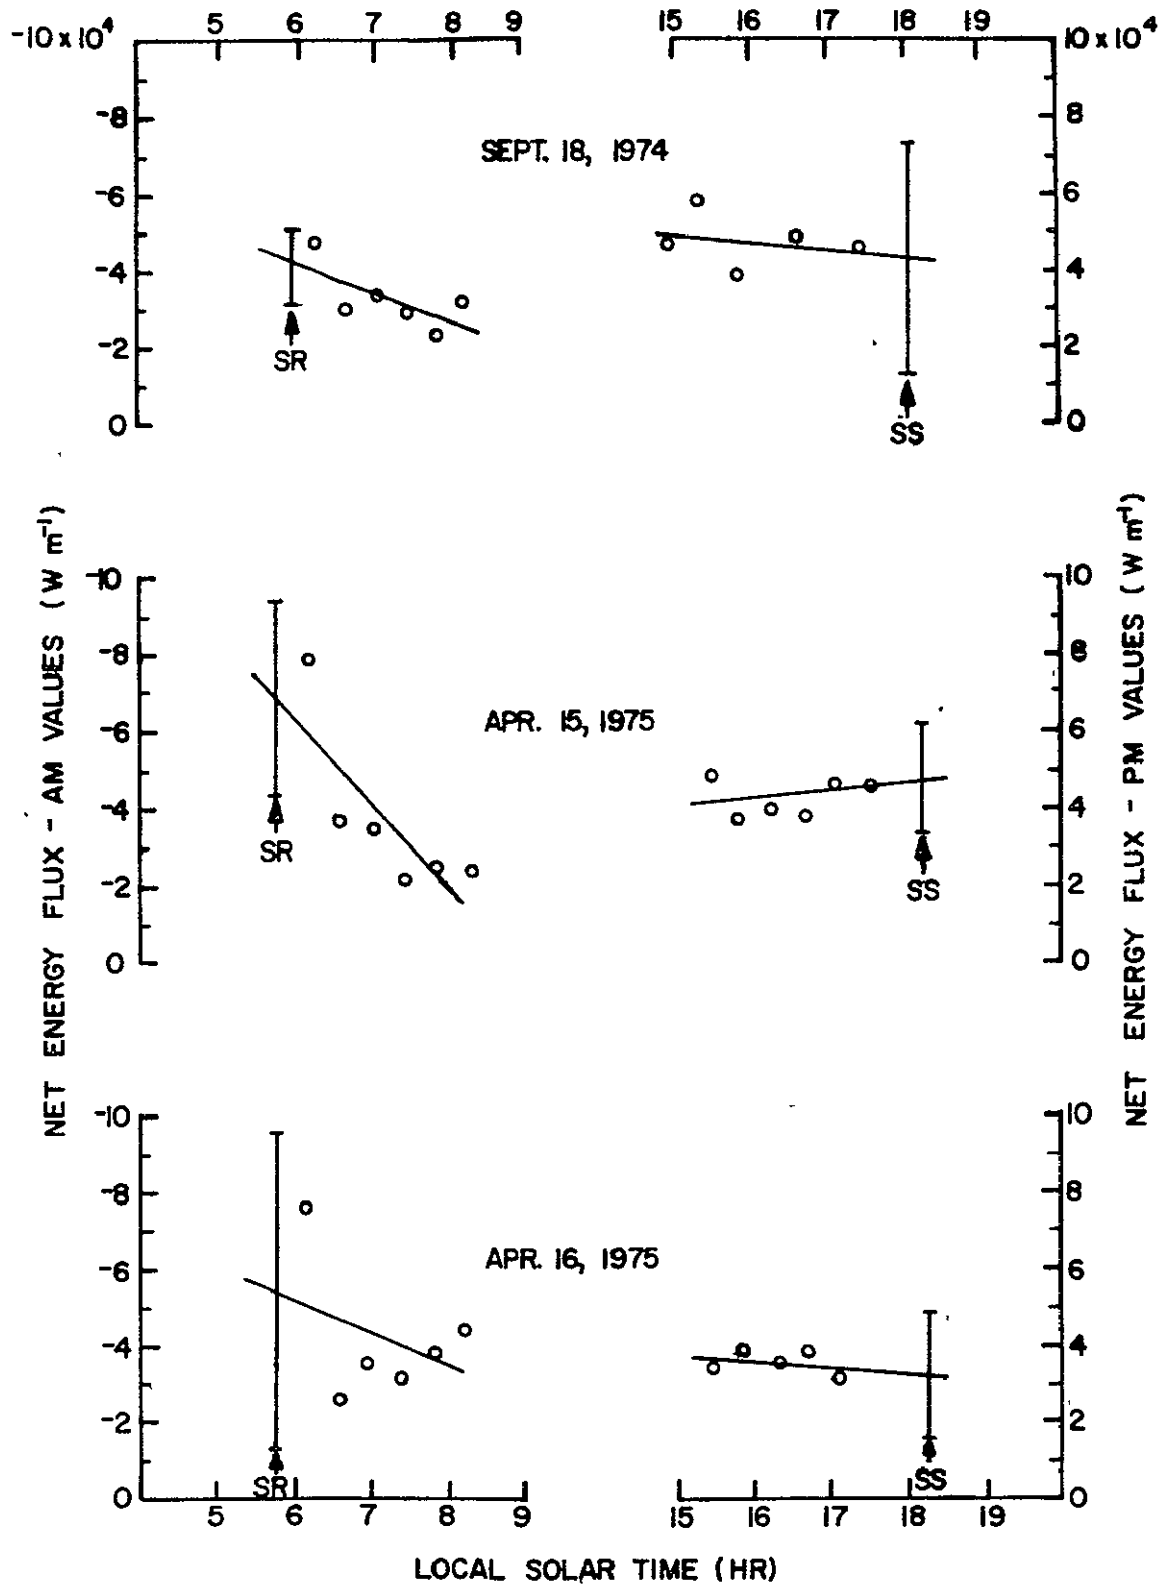 5 6 7 8 9 15 16 17 18 19
-10 x 10⁴ 10 x 10⁴
-8 8
SEPT. 18, 1974
-6 6
-4 4
-2 2
SR
0 0
SS
-10 10
-8 8
APR. 15, 1975
-6 6
-4 4
SR
-2 2
SS
0 0
-10 10
-8 8
APR. 16, 1975
-6 6
-4 4
-2 2
SR SS
0 0
5 6 7 8 9 15 16 17 18 19
LOCAL SOLAR TIME (HR)
NET ENERGY FLUX - AM VALUES (W m⁻¹)
NET ENERGY FLUX - PM VALUES (W m⁻¹)